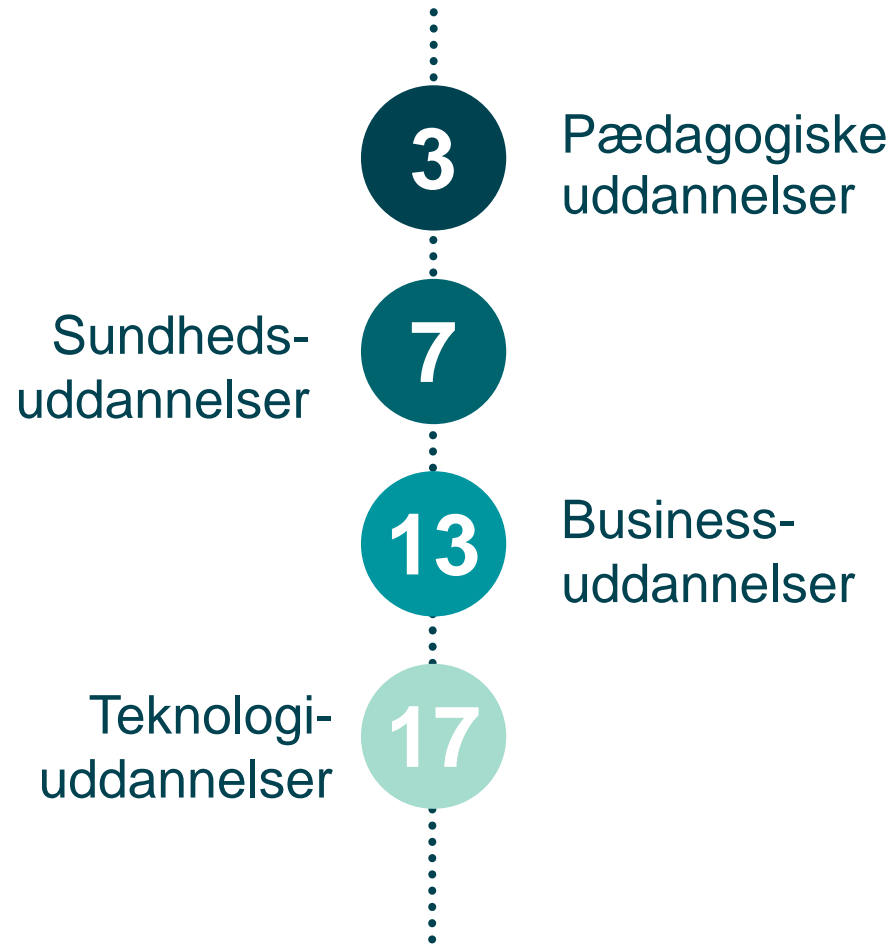 3
Pædagogiske
uddannelser
Sundheds-
uddannelser
7
13
Business-
uddannelser
Teknologi-
uddannelser
17